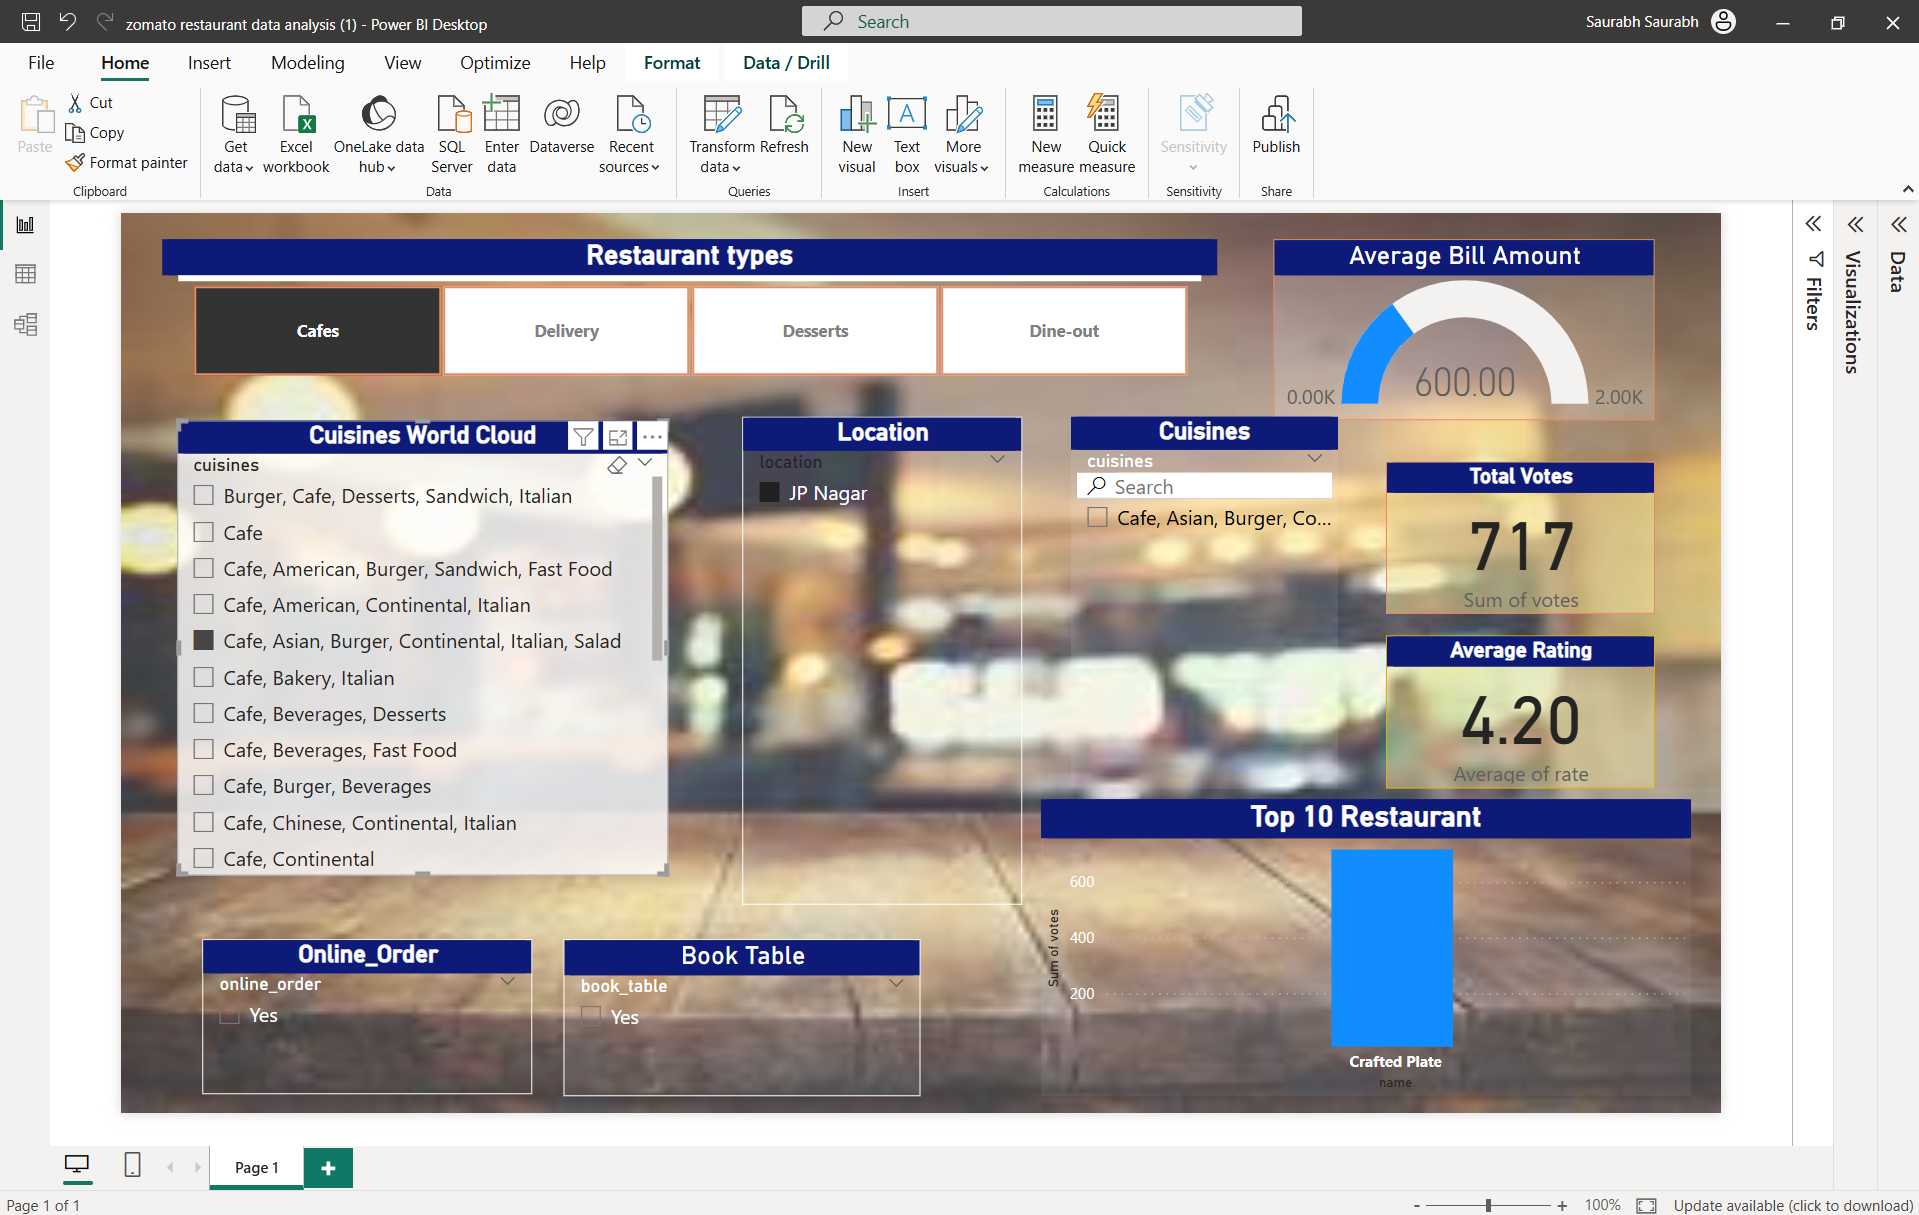 zomato restaurant data analysis (1) - Power BI Desktop
Search
Saurabh Saurabh
File
Home
Insert
Modeling
View
Optimize
Help
Format
Data / Drill
Paste
Cut
Copy
Format painter
Clipboard
Get
data
Excel
workbook
OneLake data
hub
SQL
Server
Enter
data
Dataverse
Recent
sources
Data
Transform
data
Refresh
Queries
New
visual
Text
box
More
visuals
Insert
New
measure
Quick
measure
Calculations
Sensitivity
Sensitivity
Publish
Share
Restaurant types
Cafes
Delivery
Desserts
Dine-out
Average Bill Amount
600.00
0.00K
2.00K
Filters
Visualizations
Data
Cuisines World Cloud
cuisines
Burger, Cafe, Desserts, Sandwich, Italian
Cafe
Cafe, American, Burger, Sandwich, Fast Food
Cafe, American, Continental, Italian
Cafe, Asian, Burger, Continental, Italian, Salad
Cafe, Bakery, Italian
Cafe, Beverages, Desserts
Cafe, Beverages, Fast Food
Cafe, Burger, Beverages
Cafe, Chinese, Continental, Italian
Cafe, Continental
Location
location
JP Nagar
Cuisines
cuisines
Search
Cafe, Asian, Burger, Co...
Total Votes
717
Sum of votes
Average Rating
4.20
Average of rate
Top 10 Restaurant
Sum of votes
600
400
200
Crafted Plate
name
Online_Order
online_order
Yes
Book Table
book_table
Yes
Page 1
Page 1 of 1
100%
Update available (click to download)